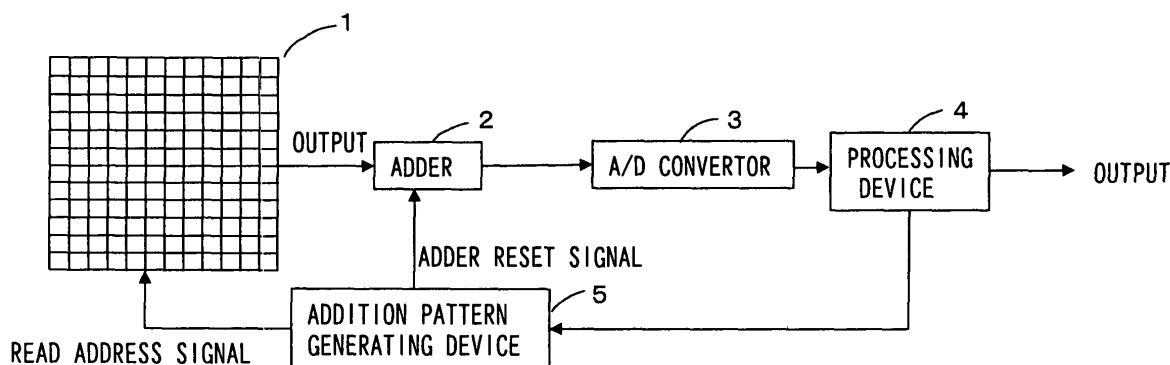 1
2
3
4
OUTPUT
ADDER
A/D CONVERTOR
PROCESSING
DEVICE
OUTPUT
ADDER RESET SIGNAL
5
ADDITION PATTERN
GENERATING DEVICE
READ ADDRESS SIGNAL